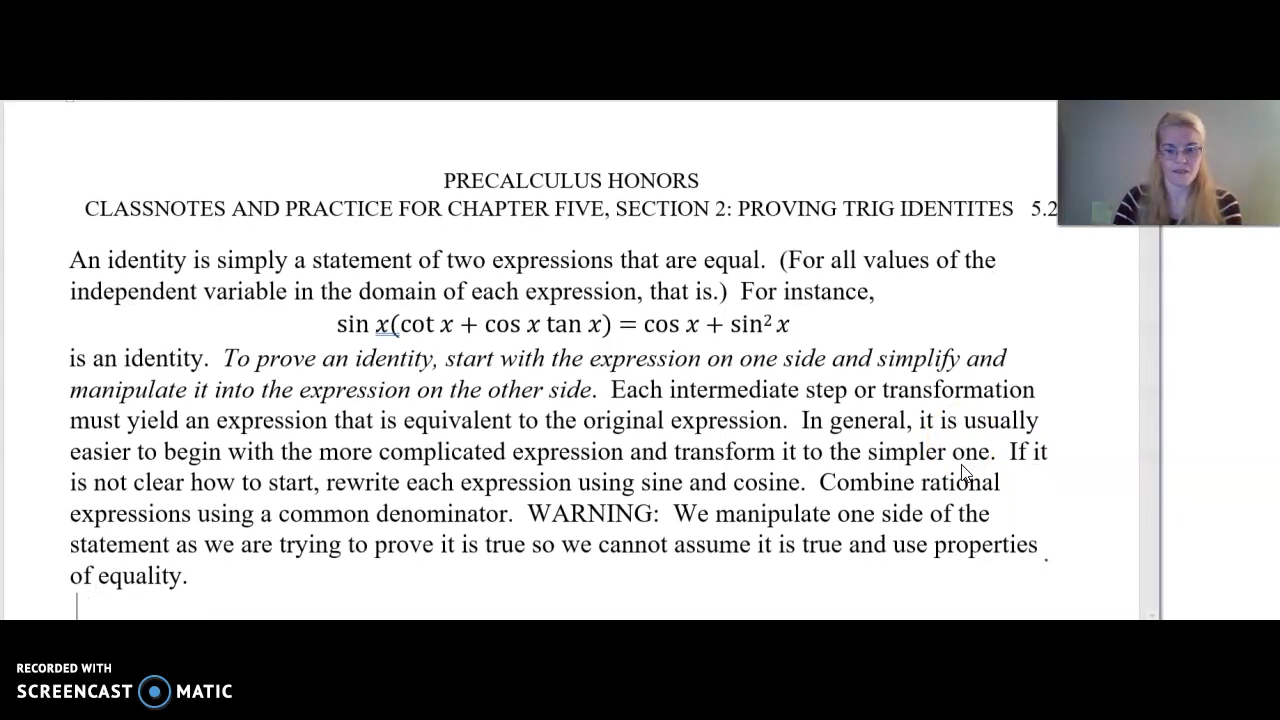 PRECALCULUS HONORS
CLASSNOTES AND PRACTICE FOR CHAPTER FIVE, SECTION 2: PROVING TRIG IDENTITES 5.2
An identity is simply a statement of two expressions that are equal. (For all values of the
independent variable in the domain of each expression, that is.) For instance,
sin x(cot x + cos x tan x) = cos x + sin² x
is an identity. To prove an identity, start with the expression on one side and simplify and
manipulate it into the expression on the other side. Each intermediate step or transformation
must yield an expression that is equivalent to the original expression. In general, it is usually
easier to begin with the more complicated expression and transform it to the simpler one. If it
is not clear how to start, rewrite each expression using sine and cosine. Combine rational
expressions using a common denominator. WARNING: We manipulate one side of the
statement as we are trying to prove it is true so we cannot assume it is true and use properties
of equality.
RECORDED WITH
SCREENCAST MATIC